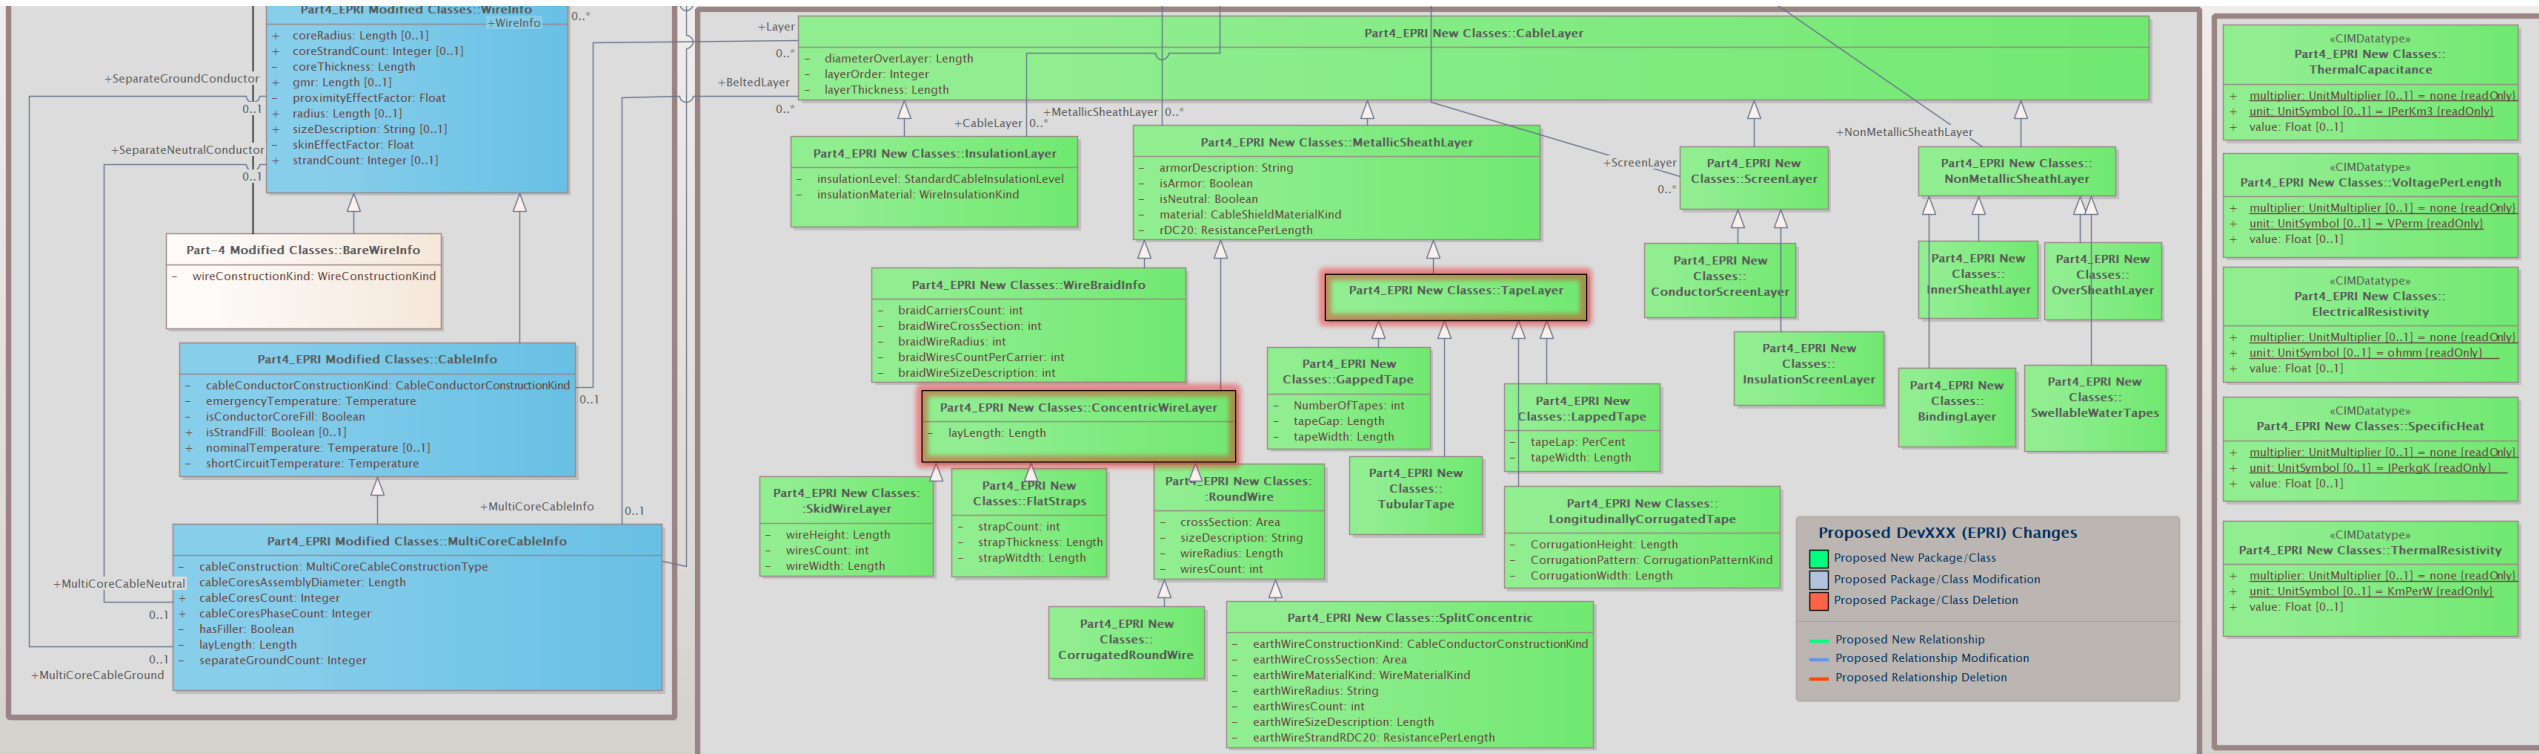 Part4_EPRI Modified Classes::WireInfo
+WireInfo
0..*
+ coreRadius: Length [0..1]
+ coreStrandCount: Integer [0..1]
- coreThickness: Length
+ gmr: Length [0..1]
- proximityEffectFactor: Float
+ radius: Length [0..1]
+ sizeDescription: String [0..1]
- skinEffectFactor: Float
+ strandCount: Integer [0..1]
+SeparateGroundConductor
0..1
+SeparateNeutralConductor
0..1
Part-4 Modified Classes::BareWireInfo
- wireConstructionKind: WireConstructionKind
Part4_EPRI Modified Classes::CableInfo
- cableConductorConstructionKind: CableConductorConstructionKind
- emergencyTemperature: Temperature
- isConductorCoreFill: Boolean
+ isStrandFill: Boolean [0..1]
+ nominalTemperature: Temperature [0..1]
- shortCircuitTemperature: Temperature
0..1
+MultiCoreCableInfo
0..1
Part4_EPRI Modified Classes::MultiCoreCableInfo
- cableConstruction: MultiCoreCableConstructionType
- cableCoresAssemblyDiameter: Length
+ cableCoresCount: Integer
+ cableCoresPhaseCount: Integer
- hasFiller: Boolean
- layLength: Length
- separateGroundCount: Integer
+MultiCoreCableNeutral
0..1
0..1
+MultiCoreCableGround
+Layer
0..*
+BeltedLayer
0..*
Part4_EPRI New Classes::CableLayer
- diameterOverLayer: Length
- layerOrder: Integer
- layerThickness: Length
+CableLayer 0..*
+MetallicSheathLayer 0..*
+ScreenLayer
0..*
+NonMetallicSheathLayer
Part4_EPRI New Classes::InsulationLayer
- insulationLevel: StandardCableInsulationLevel
- insulationMaterial: WireInsulationKind
Part4_EPRI New Classes::MetallicSheathLayer
- armorDescription: String
- isArmor: Boolean
- isNeutral: Boolean
- material: CableShieldMaterialKind
- rDC20: ResistancePerLength
Part4_EPRI New
Classes::ScreenLayer
Part4_EPRI New Classes::
NonMetallicSheathLayer
Part4_EPRI New Classes::WireBraidInfo
- braidCarriersCount: int
- braidWireCrossSection: int
- braidWireRadius: int
- braidWiresCountPerCarrier: int
- braidWireSizeDescription: int
Part4_EPRI New Classes::TapeLayer
Part4_EPRI New
Classes::
ConductorScreenLayer
Part4_EPRI New
Classes::
InnerSheathLayer
Part4_EPRI New
Classes::
OverSheathLayer
Part4_EPRI New Classes::ConcentricWireLayer
- layLength: Length
Part4_EPRI New
Classes::GappedTape
- NumberOfTapes: int
- tapeGap: Length
- tapeWidth: Length
Part4_EPRI New
Classes::LappedTape
- tapeLap: PerCent
- tapeWidth: Length
Part4_EPRI New
Classes::
InsulationScreenLayer
Part4_EPRI New
Classes::
BindingLayer
Part4_EPRI New
Classes::
SwellableWaterTapes
Part4_EPRI New Classes:
:SkidWireLayer
- wireHeight: Length
- wiresCount: int
- wireWidth: Length
Part4_EPRI New
Classes::FlatStraps
- strapCount: int
- strapThickness: Length
- strapWitdth: Length
Part4_EPRI New Classes:
:RoundWire
- crossSection: Area
- sizeDescription: String
- wireRadius: Length
- wiresCount: int
Part4_EPRI New
Classes::
TubularTape
Part4_EPRI New Classes::
LongitudinallyCorrugatedTape
- CorrugationHeight: Length
- CorrugationPattern: CorrugationPatternKind
- CorrugationWidth: Length
Part4_EPRI New
Classes::
CorrugatedRoundWire
Part4_EPRI New Classes::SplitConcentric
- earthWireConstructionKind: CableConductorConstructionKind
- earthWireCrossSection: Area
- earthWireMaterialKind: WireMaterialKind
- earthWireRadius: String
- earthWiresCount: int
- earthWireSizeDescription: Length
- earthWireStrandRDC20: ResistancePerLength
Proposed DevXXX (EPRI) Changes
Proposed New Package/Class
Proposed Package/Class Modification
Proposed Package/Class Deletion
Proposed New Relationship
Proposed Relationship Modification
Proposed Relationship Deletion
«CIMDatatype»
Part4_EPRI New Classes::
ThermalCapacitance
+ multiplier: UnitMultiplier [0..1] = none {readOnly}
+ unit: UnitSymbol [0..1] = JPerKm3 {readOnly}
+ value: Float [0..1]
«CIMDatatype»
Part4_EPRI New Classes::VoltagePerLength
+ multiplier: UnitMultiplier [0..1] = none {readOnly}
+ unit: UnitSymbol [0..1] = VPerm {readOnly}
+ value: Float [0..1]
«CIMDatatype»
Part4_EPRI New Classes::
ElectricalResistivity
+ multiplier: UnitMultiplier [0..1] = none {readOnly}
+ unit: UnitSymbol [0..1] = ohmm {readOnly}
+ value: Float [0..1]
«CIMDatatype»
Part4_EPRI New Classes::SpecificHeat
+ multiplier: UnitMultiplier [0..1] = none {readOnly}
+ unit: UnitSymbol [0..1] = JPerkgK {readOnly}
+ value: Float [0..1]
«CIMDatatype»
Part4_EPRI New Classes::ThermalResistivity
+ multiplier: UnitMultiplier [0..1] = none {readOnly}
+ unit: UnitSymbol [0..1] = KmPerW {readOnly}
+ value: Float [0..1]